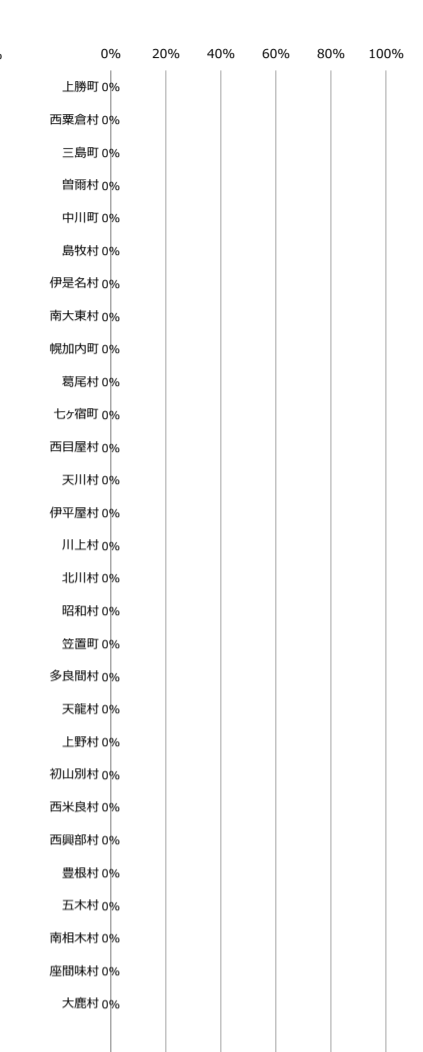 %
0% 20% 40% 60% 80% 100%
上勝町 0%
西粟倉村 0%
三島町 0%
曽爾村 0%
中川町 0%
島牧村 0%
伊是名村 0%
南大東村 0%
幌加内町 0%
葛尾村 0%
七ヶ宿町 0%
西目屋村 0%
天川村 0%
伊平屋村 0%
川上村 0%
北川村 0%
昭和村 0%
笠置町 0%
多良間村 0%
天龍村 0%
上野村 0%
初山別村 0%
西米良村 0%
西興部村 0%
豊根村 0%
五木村 0%
南相木村 0%
座間味村 0%
大鹿村 0%